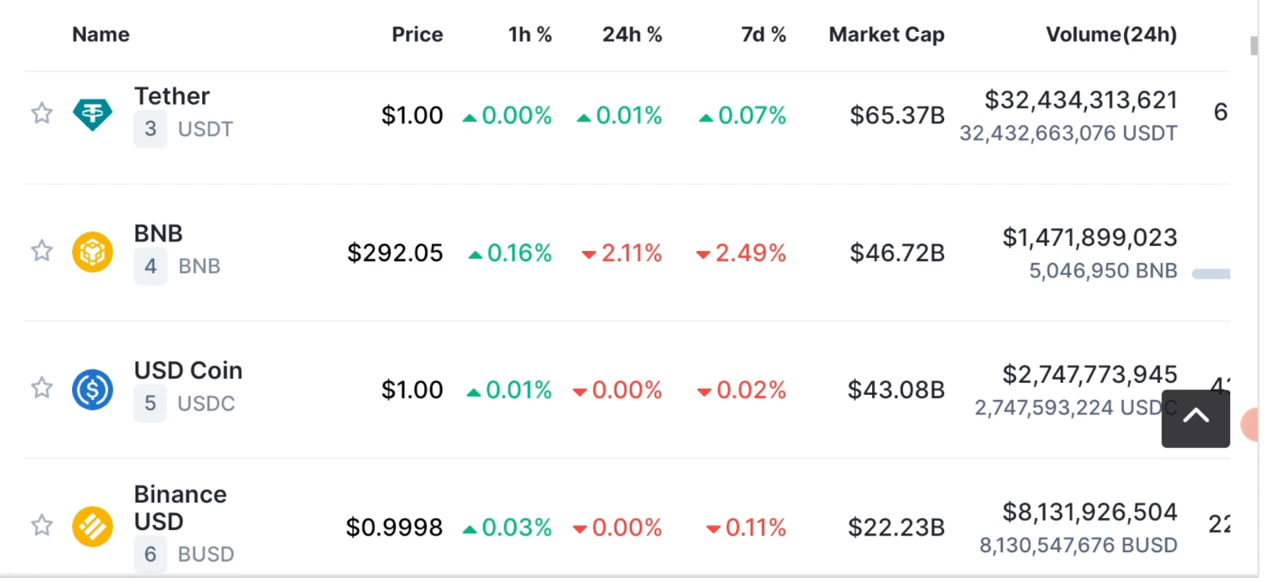 Name Price 1h % 24h % 7d % Market Cap Volume(24h)
Tether
3 USDT
$1.00 0.00% 0.01% 0.07% $65.37B $32,434,313,621
32,432,663,076 USDT
6
BNB
4 BNB
$292.05 0.16% 2.11% 2.49% $46.72B $1,471,899,023
5,046,950 BNB
USD Coin
5 USDC
$1.00 0.01% 0.00% 0.02% $43.08B $2,747,773,945
2,747,593,224 USDC
Binance
USD
6 BUSD
$0.9998 0.03% 0.00% 0.11% $22.23B $8,131,926,504
8,130,547,676 BUSD
22